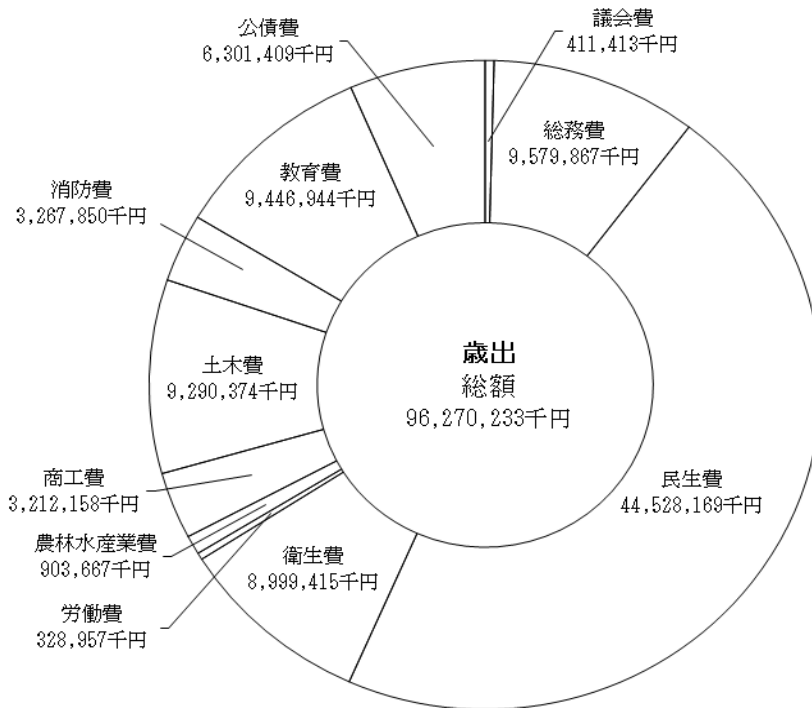 公債費
6,301,409千円
議会費
411,413千円
総務費
9,579,867千円
教育費
9,446,944千円
消防費
3,267,850千円
土木費
9,290,374千円
歳出
総額
96,270,233千円
商工費
3,212,158千円
民生費
44,528,169千円
農林水産業費
903,667千円
衛生費
8,999,415千円
労働費
328,957千円